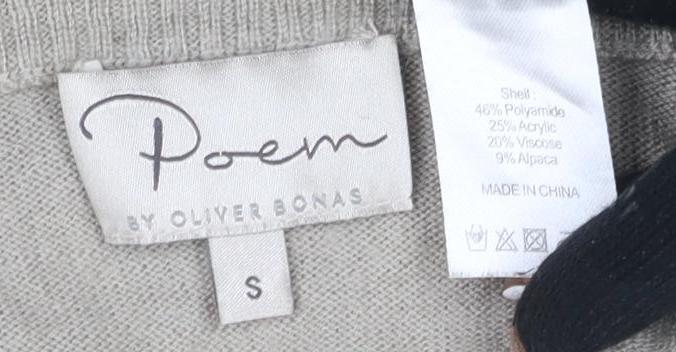 Poem
BY OLIVER BONAS
S
Shell :
46% Polyamide
25% Acrylic
20% Viscose
9% Alpaca
MADE IN CHINA